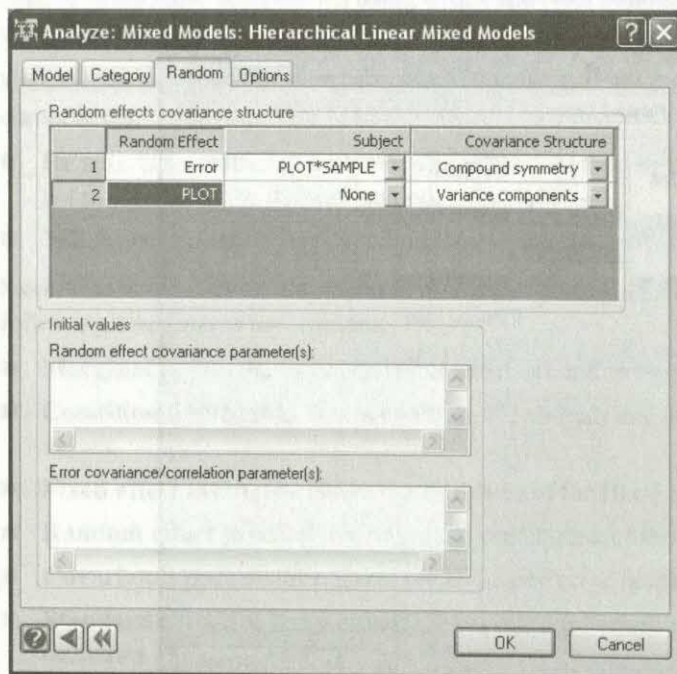 Analyze: Mixed Models: Hierarchical Linear Mixed Models
Model Category Random Options
Random effects covariance structure
Random Effect Subject Covariance Structure
1 Error PLOT*SAMPLE Compound symmetry
2 PLOT None Variance components
Initial values
Random effect covariance parameter(s):
Error covariance/correlation parameter(s):
OK Cancel